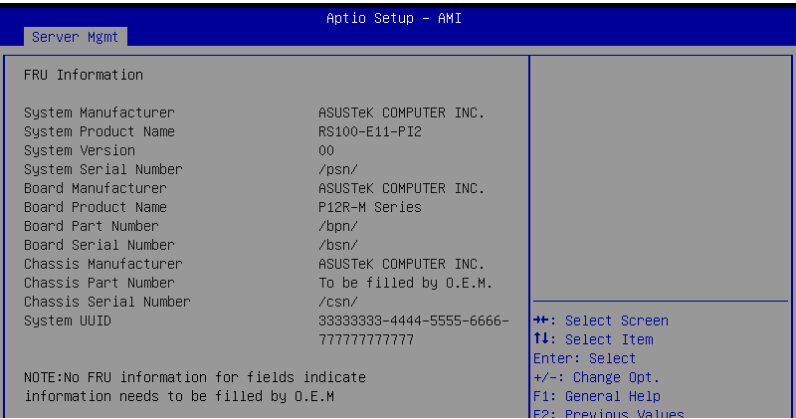 Aptio Setup – AMI
Server Mgmt
FRU Information
System Manufacturer ASUSTeK COMPUTER INC.
System Product Name RS100-E11-PI2
System Version 00
System Serial Number /psn/
Board Manufacturer ASUSTeK COMPUTER INC.
Board Product Name P12R-M Series
Board Part Number /bpn/
Board Serial Number /bsn/
Chassis Manufacturer ASUSTeK COMPUTER INC.
Chassis Part Number To be filled by O.E.M.
Chassis Serial Number /csn/
System UUID 33333333-4444-5555-6666-
777777777777
NOTE:No FRU information for fields indicate
information needs to be filled by O.E.M
→←: Select Screen
↑↓: Select Item
Enter: Select
+/-: Change Opt.
F1: General Help
F2: Previous Values